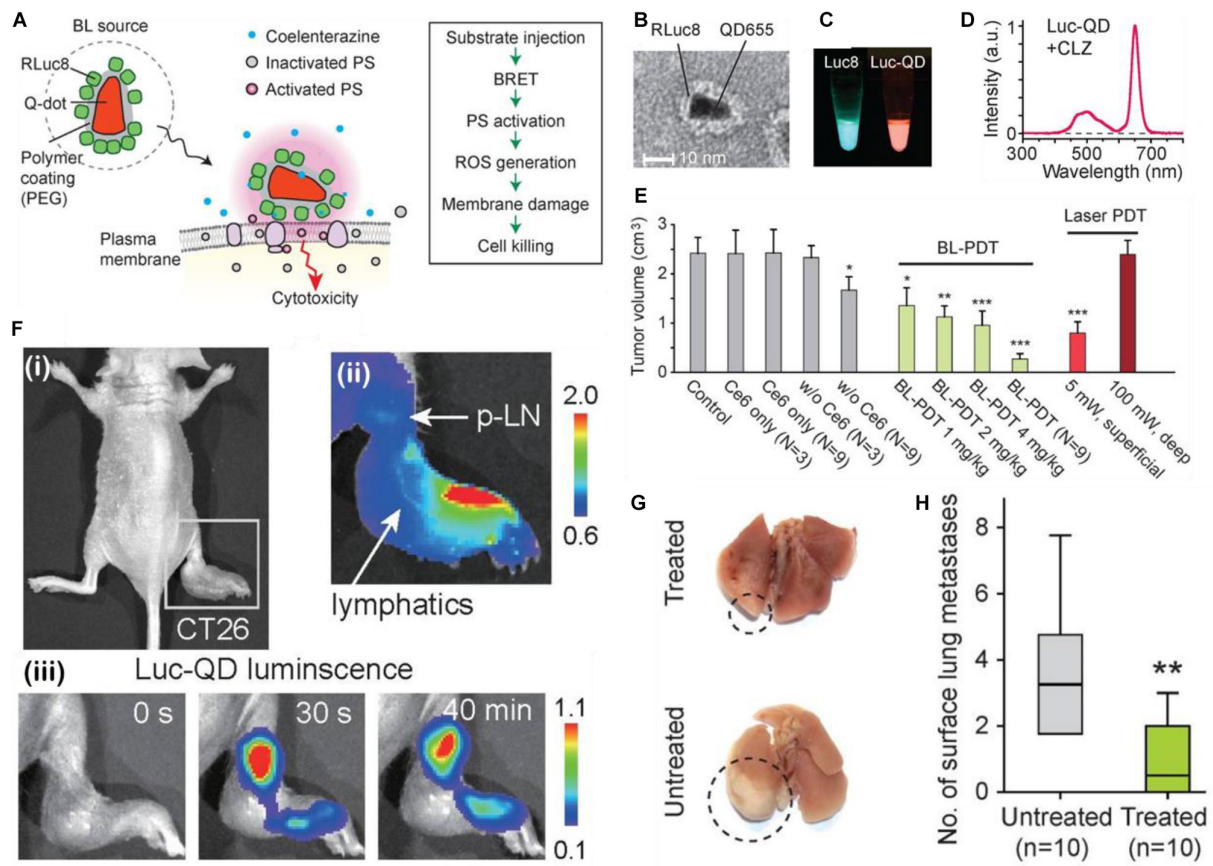 A
BL source
RLuc8
Q-dot
Polymer
coating
(PEG)
Coelenterazine
Inactivated PS
Activated PS
Plasma
membrane
Cytotoxicity
Substrate injection
BRET
PS activation
ROS generation
Membrane damage
Cell killing
B
RLuc8 QD655
10 nm
C
Luc8 Luc-QD
D
Luc-QD
+CLZ
Intensity (a.u.)
1
0
300 500 700
Wavelength (nm)
E
Tumor volume (cm3)
3
2
1
0
BL-PDT
Laser PDT
*
*
**
***
***
***
Control
Ce6 only (N=3)
Ce6 only (N=9)
w/o Ce6 (N=3)
w/o Ce6 (N=9)
BL-PDT 1 mg/kg
BL-PDT 2 mg/kg
BL-PDT 4 mg/kg
BL-PDT (N=9)
5 mW, superficial
100 mW, deep
F
(i)
CT26
(ii)
p-LN
lymphatics
2.0
0.6
(iii)
Luc-QD luminscence
0 s
30 s
40 min
1.1
0.1
G
Treated
Untreated
H
No. of surface lung metastases
8
6
4
2
0
**
Untreated
(n=10)
Treated
(n=10)